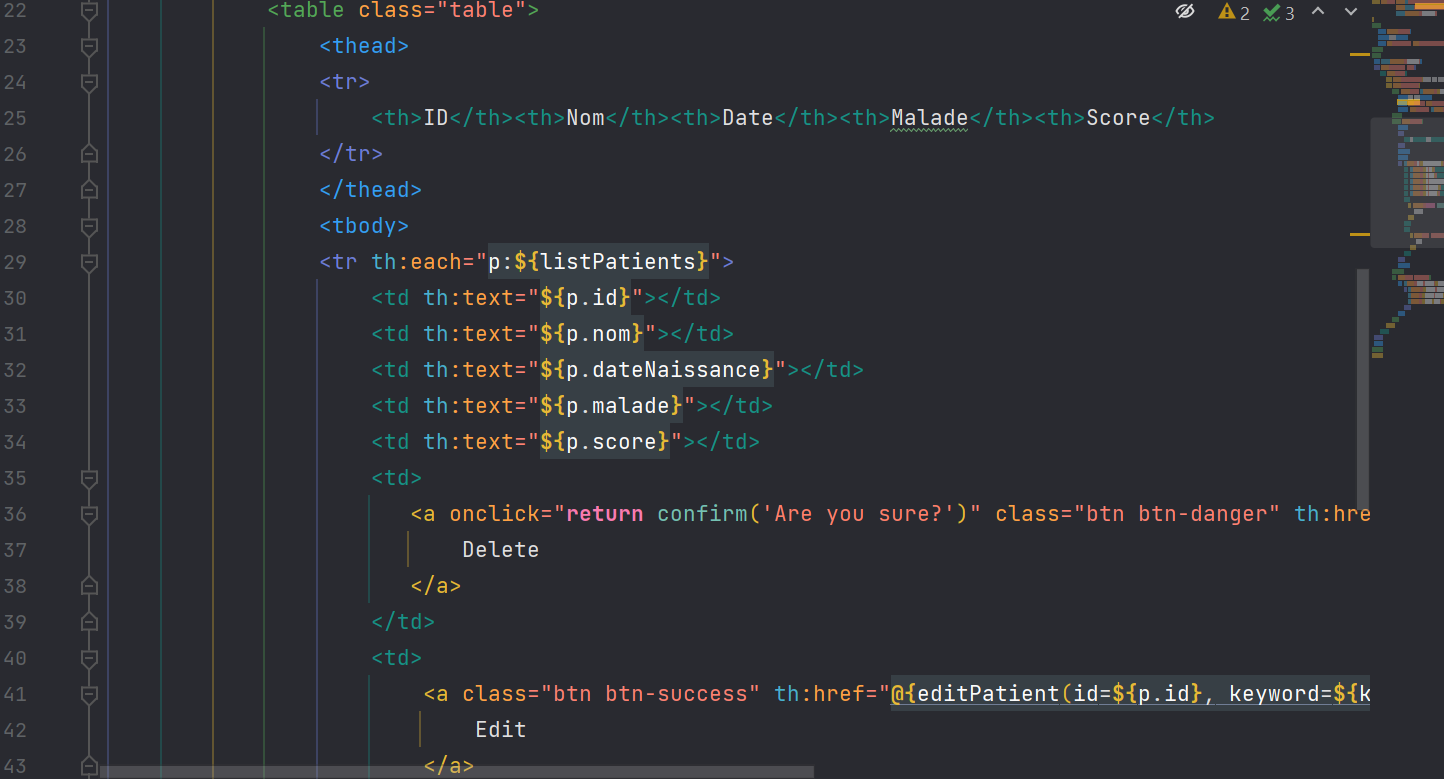 22 <table class="table">
2 3
23 <thead>
24 <tr>
25 <th>ID</th><th>Nom</th><th>Date</th><th>Malade</th><th>Score</th>
26 </tr>
27 </thead>
28 <tbody>
29 <tr th:each="p:${listPatients}">
30 <td th:text="${p.id}"></td>
31 <td th:text="${p.nom}"></td>
32 <td th:text="${p.dateNaissance}"></td>
33 <td th:text="${p.malade}"></td>
34 <td th:text="${p.score}"></td>
35 <td>
36 <a onclick="return confirm('Are you sure?')" class="btn btn-danger" th:hre
37 Delete
38 </a>
39 </td>
40 <td>
41 <a class="btn btn-success" th:href="@{editPatient(id=${p.id}, keyword=${k
42 Edit
43 </a>